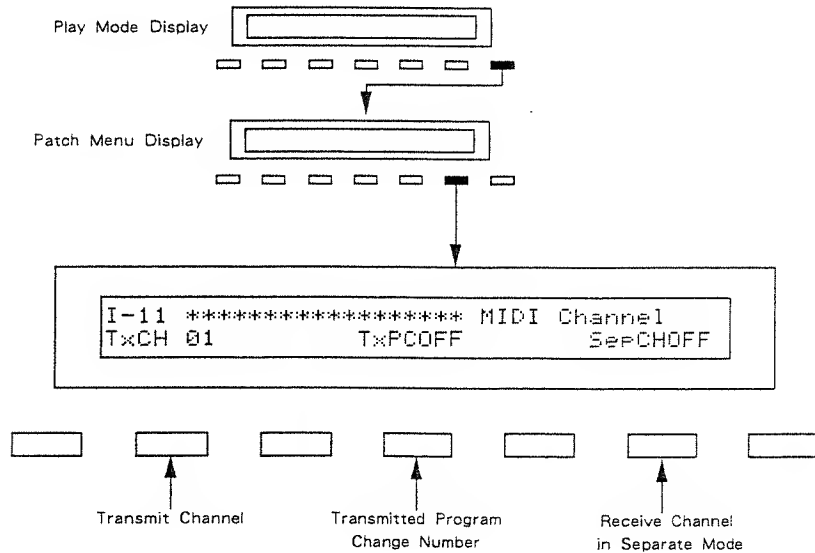 Play Mode Display
Patch Menu Display
I-11 ****************** MIDI Channel
TxCH 01 TxPCOFF SepCHOFF
Transmit Channel
Transmitted Program
Change Number
Receive Channel
in Separate Mode